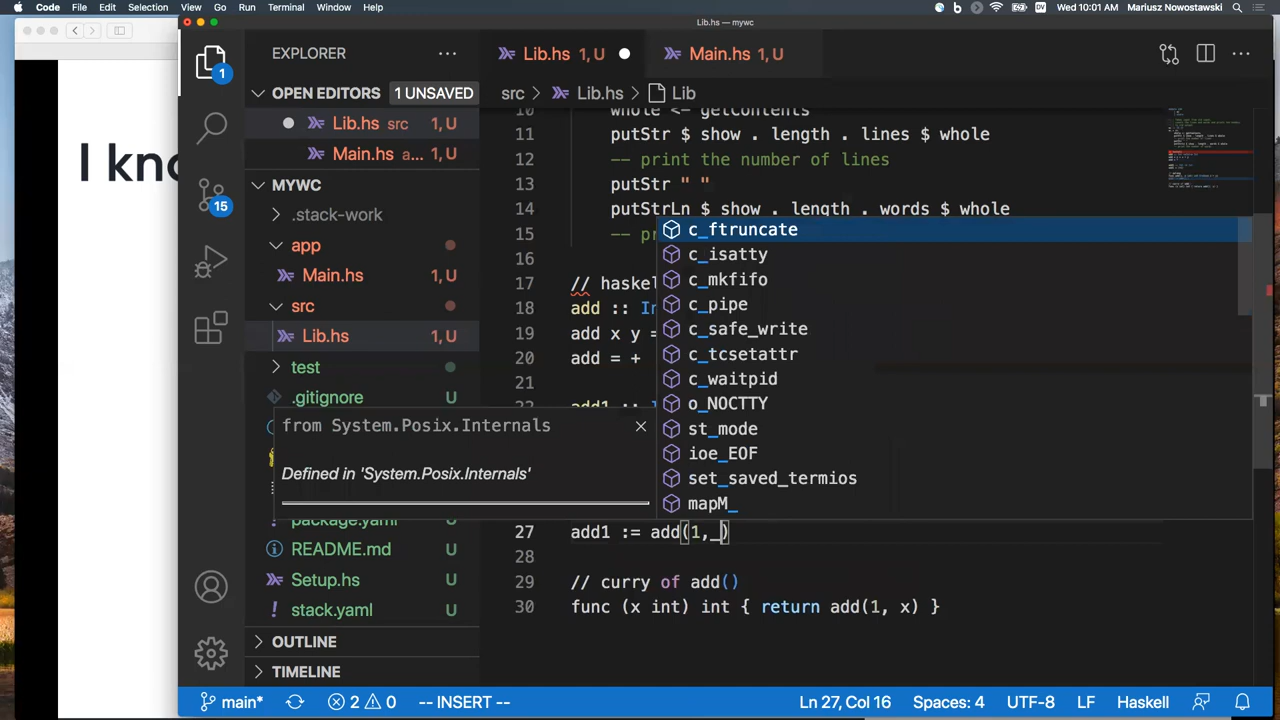 Code File Edit Selection View Go Run Terminal Window Help DV Wed 10:01 AM Mariusz Nowostawski
Lib.hs — mywc
EXPLORER
Lib.hs 1, U
Main.hs 1, U
OPEN EDITORS 1 UNSAVED
src > Lib.hs > Lib
Lib.hs src 1, U
Main.hs a... 1, U
MYWC
.stack-work
app
Main.hs 1, U
src
Lib.hs 1, U
test
.gitignore
package.yaml
README.md U
Setup.hs U
stack.yaml U
OUTLINE
TIMELINE
1
15
I kno
10 whole <- getContents
11 putStr $ show . length . lines $ whole
12 -- print the number of lines
13 putStr " "
14 putStrLn $ show . length . words $ whole
15 -- pr
16
17 // haskel
18 add :: In
19 add x y =
20 add = +
21
22 add1 :: I
c_ftruncate
c_isatty
c_mkfifo
c_pipe
c_safe_write
c_tcsetattr
c_waitpid
o_NOCTTY
st_mode
ioe_EOF
set_saved_termios
mapM_
from System.Posix.Internals
Defined in 'System.Posix.Internals'
27 add1 := add(1,_)
28
29 // curry of add()
30 func (x int) int { return add(1, x) }
main* 2 0 -- INSERT -- Ln 27, Col 16 Spaces: 4 UTF-8 LF Haskell